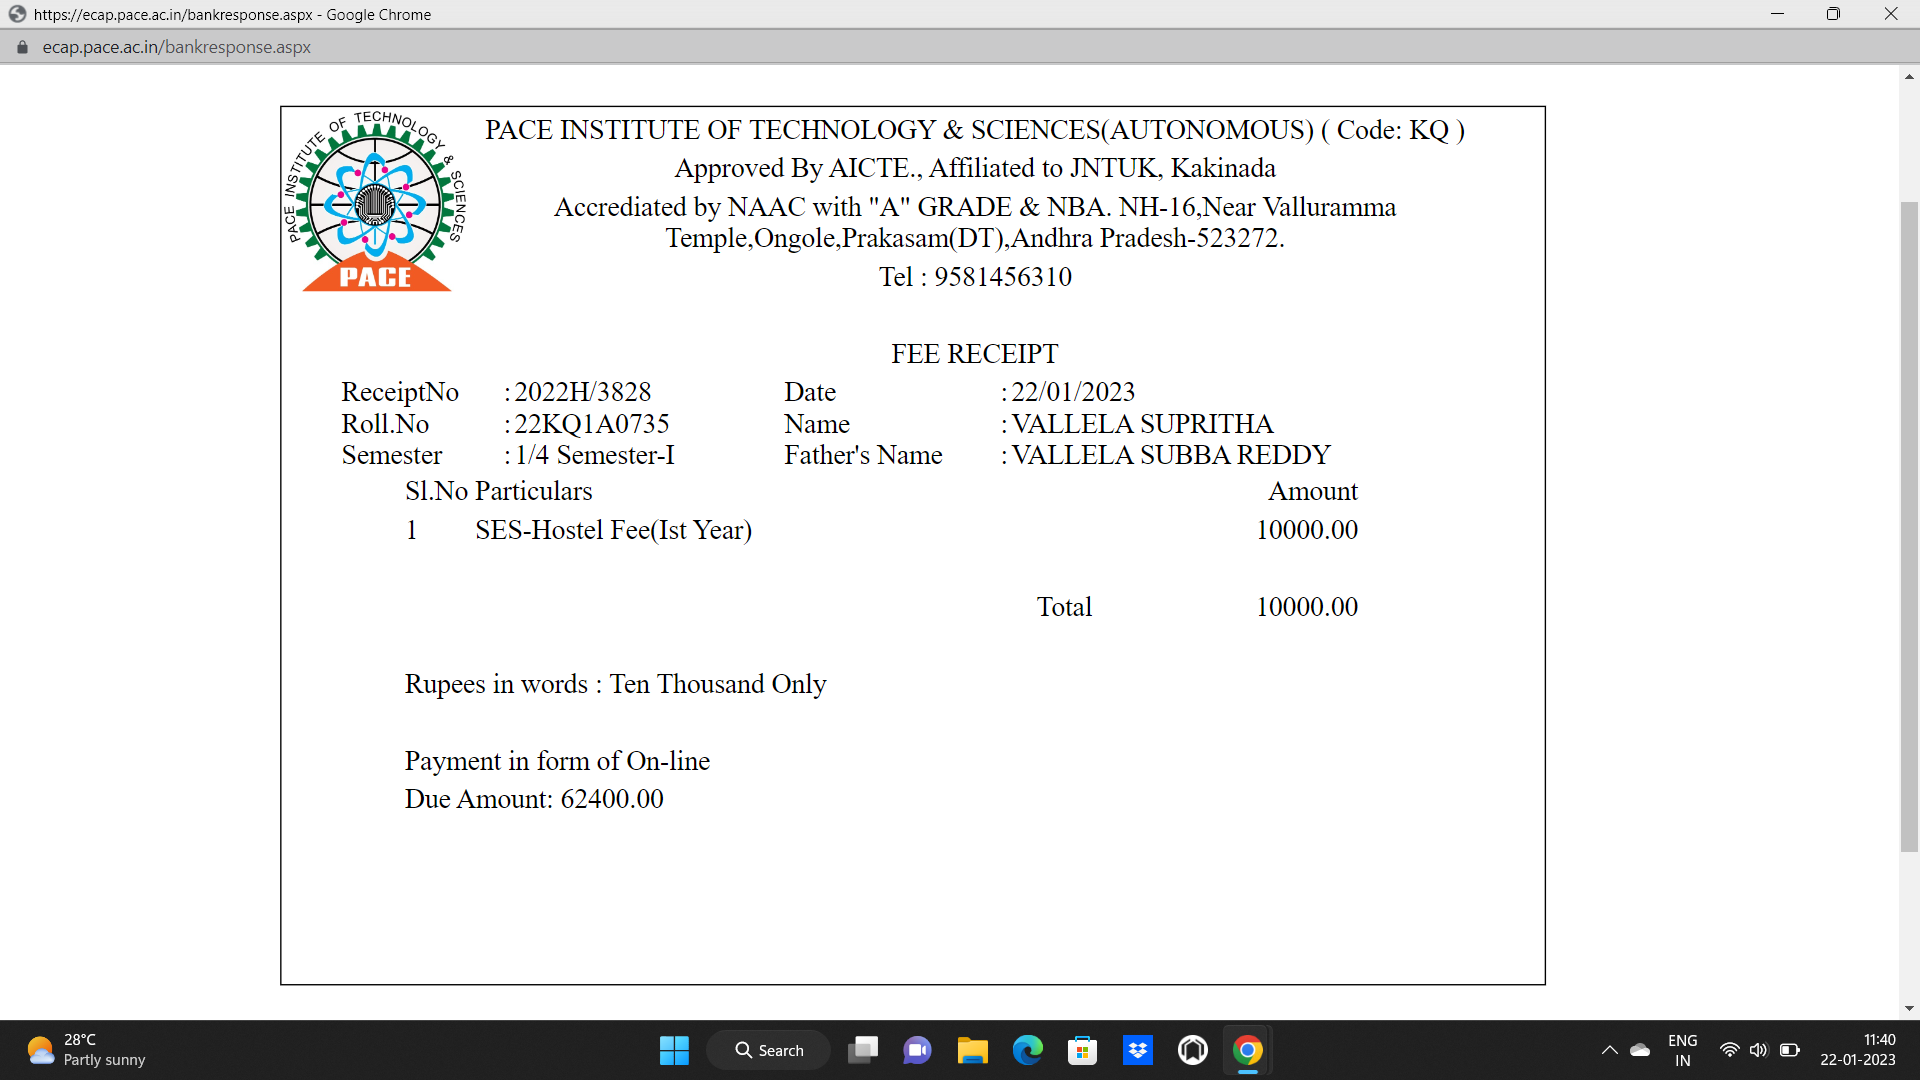 https://ecap.pace.ac.in/bankresponse.aspx - Google Chrome
ecap.pace.ac.in/bankresponse.aspx
PACE INSTITUTE OF TECHNOLOGY & SCIENCES
PACE
PACE INSTITUTE OF TECHNOLOGY & SCIENCES(AUTONOMOUS) ( Code: KQ )
Approved By AICTE., Affiliated to JNTUK, Kakinada
Accrediated by NAAC with "A" GRADE & NBA. NH-16,Near Valluramma
Temple,Ongole,Prakasam(DT),Andhra Pradesh-523272.
Tel : 9581456310
FEE RECEIPT
ReceiptNo : 2022H/3828 Date : 22/01/2023
Roll.No : 22KQ1A0735 Name : VALLELA SUPRITHA
Semester : 1/4 Semester-I Father's Name : VALLELA SUBBA REDDY
Sl.No Particulars Amount
1 SES-Hostel Fee(Ist Year) 10000.00
Total 10000.00
Rupees in words : Ten Thousand Only
Payment in form of On-line
Due Amount: 62400.00
28°C
Partly sunny
Search
ENG
IN
11:40
22-01-2023